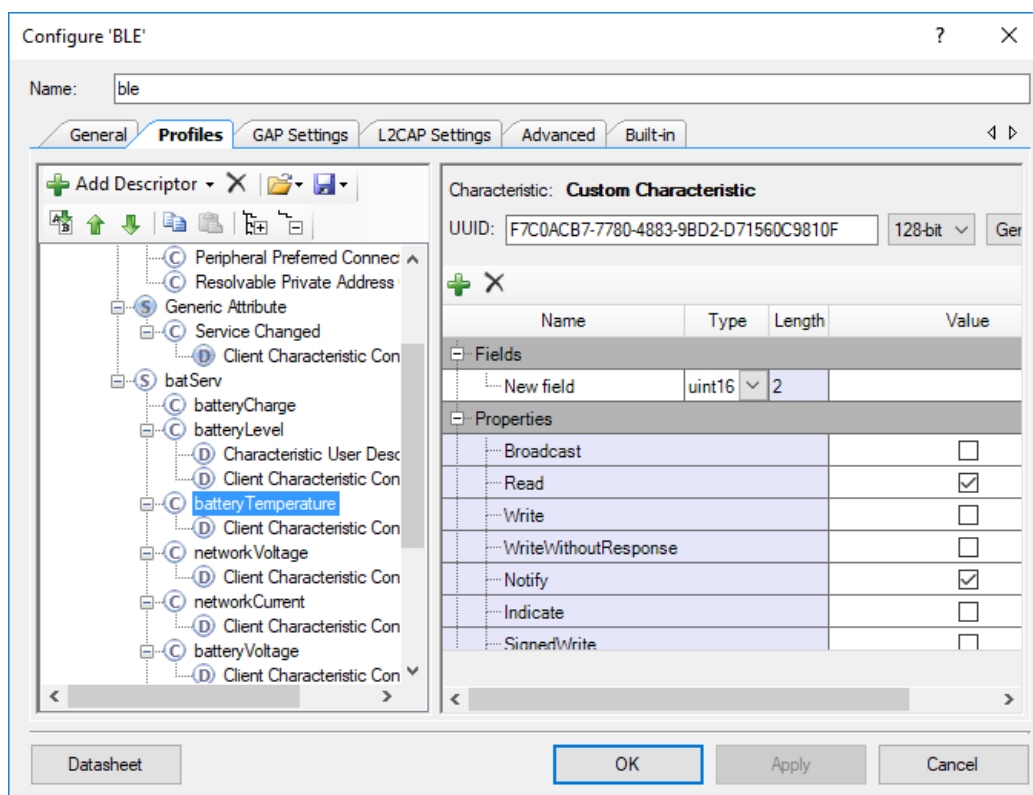 Configure 'BLE'
?
Name: ble
General Profiles GAP Settings L2CAP Settings Advanced Built-in
Add Descriptor
Peripheral Preferred Connec
Resolvable Private Address
Generic Attribute
Service Changed
Client Characteristic Con
batServ
batteryCharge
batteryLevel
Characteristic User Desc
Client Characteristic Con
batteryTemperature
Client Characteristic Con
networkVoltage
Client Characteristic Con
networkCurrent
Client Characteristic Con
batteryVoltage
Client Characteristic Con
Characteristic: Custom Characteristic
UUID: F7C0ACB7-7780-4883-9BD2-D71560C9810F 128-bit Ger
Name Type Length Value
Fields
New field uint16 2
Properties
Broadcast
Read
Write
WriteWithoutResponse
Notify
Indicate
SignedWrite
Datasheet OK Apply Cancel